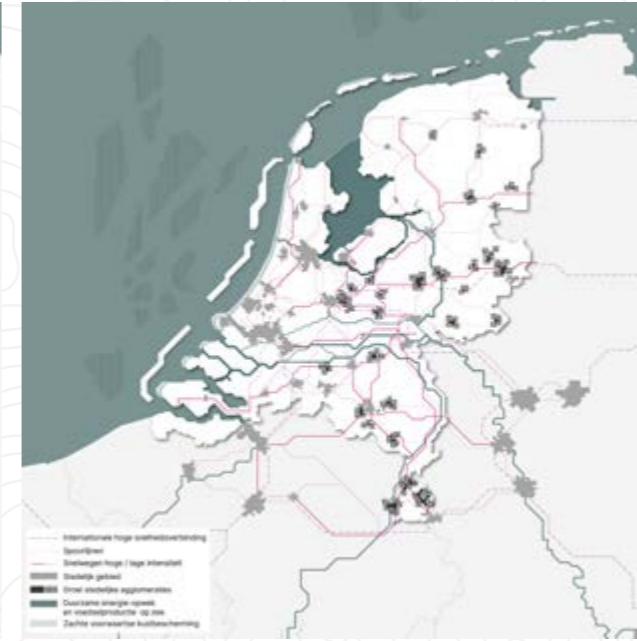 Internationale hoge snelheidsverbinding
Spoorlijnen
Snelwegen hoge / lage intensiteit
Stedelijk gebied
Groei stedelijke agglomeraties
Duurzame energie-opwek
en voedselproductie op zee
Zachte voorwaartse kustbescherming